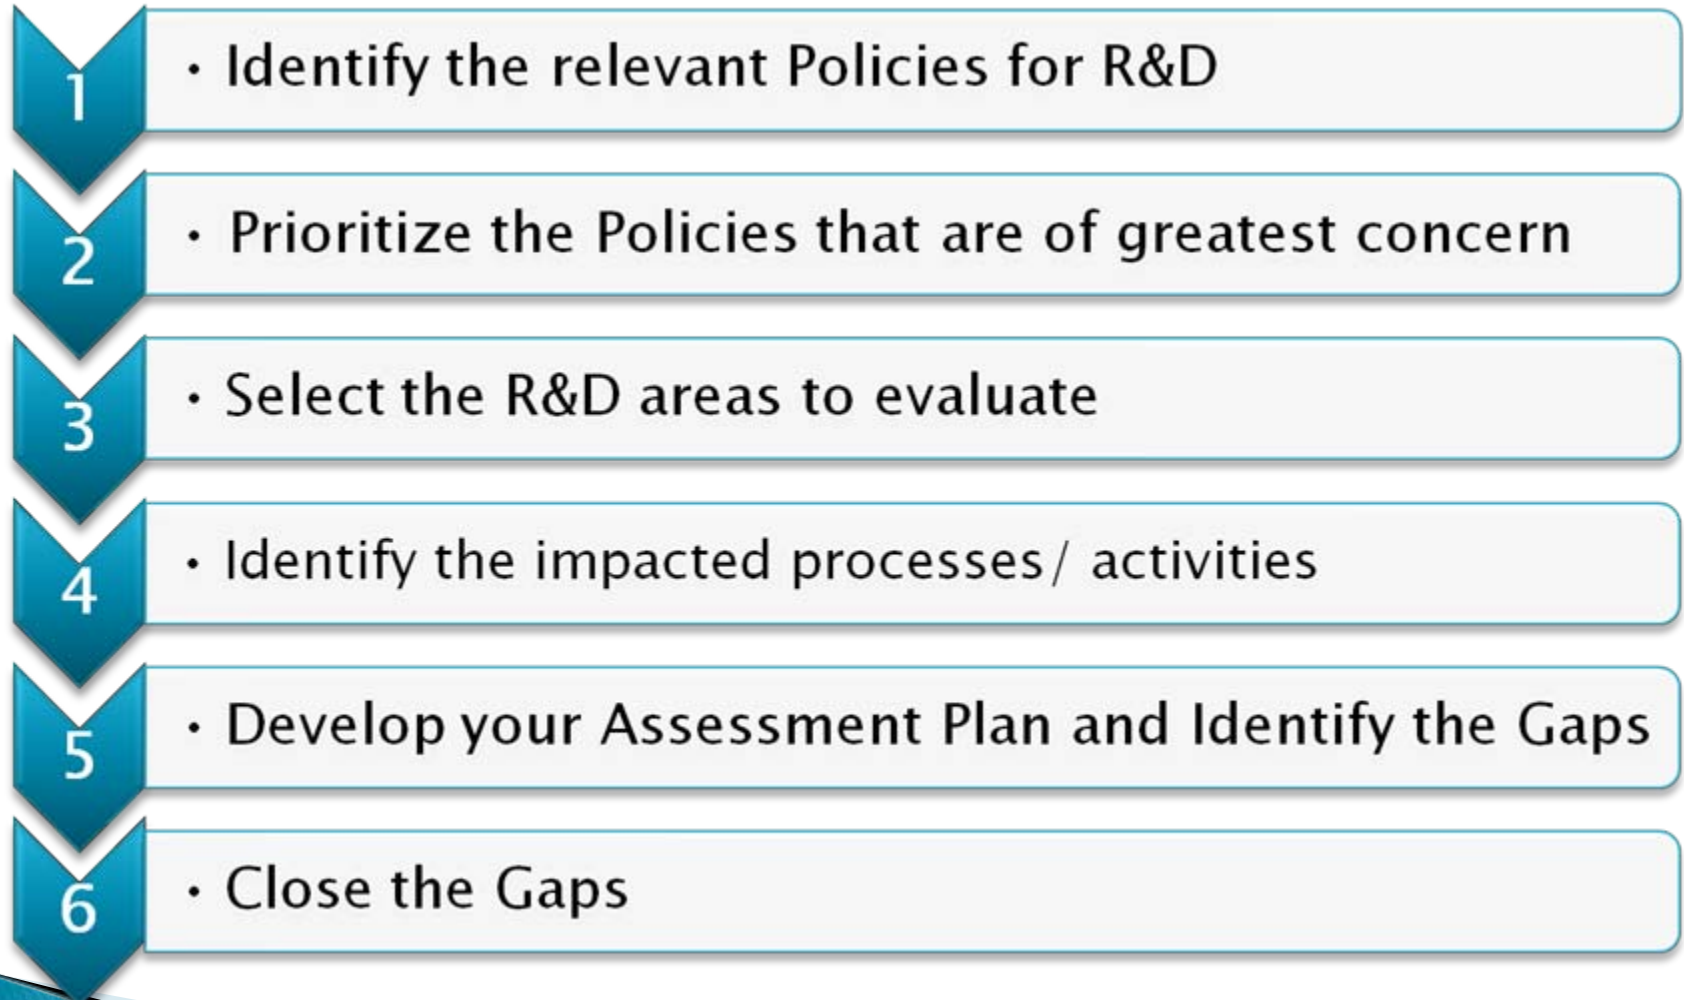 1
• Identify the relevant Policies for R&D
2
• Prioritize the Policies that are of greatest concern
3
• Select the R&D areas to evaluate
4
• Identify the impacted processes/ activities
5
• Develop your Assessment Plan and Identify the Gaps
6
• Close the Gaps